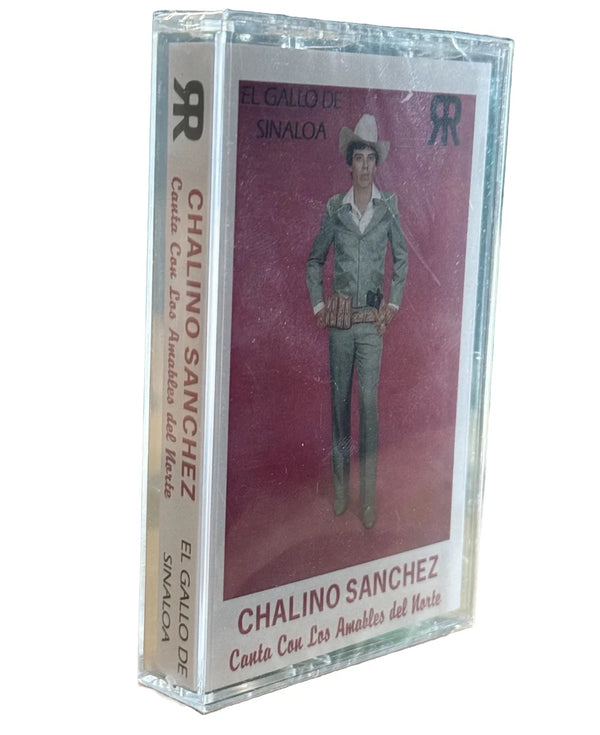 EL GALLO DE
SINALOA
RR
CHALINO SANCHEZ
Canta Con Los Amables del Norte
RR
CHALINO SANCHEZ
Canta Con Los Amables del Norte
EL GALLO DE
SINALOA